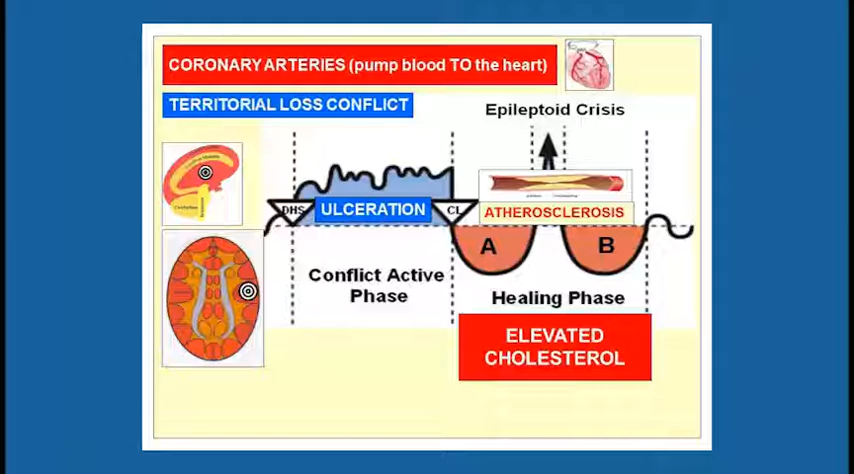 CORONARY ARTERIES (pump blood TO the heart)
TERRITORIAL LOSS CONFLICT
Epileptoid Crisis
DHS
ULCERATION
CL
ATHEROSCLEROSIS
A
B
Conflict Active
Phase
Healing Phase
ELEVATED
CHOLESTEROL